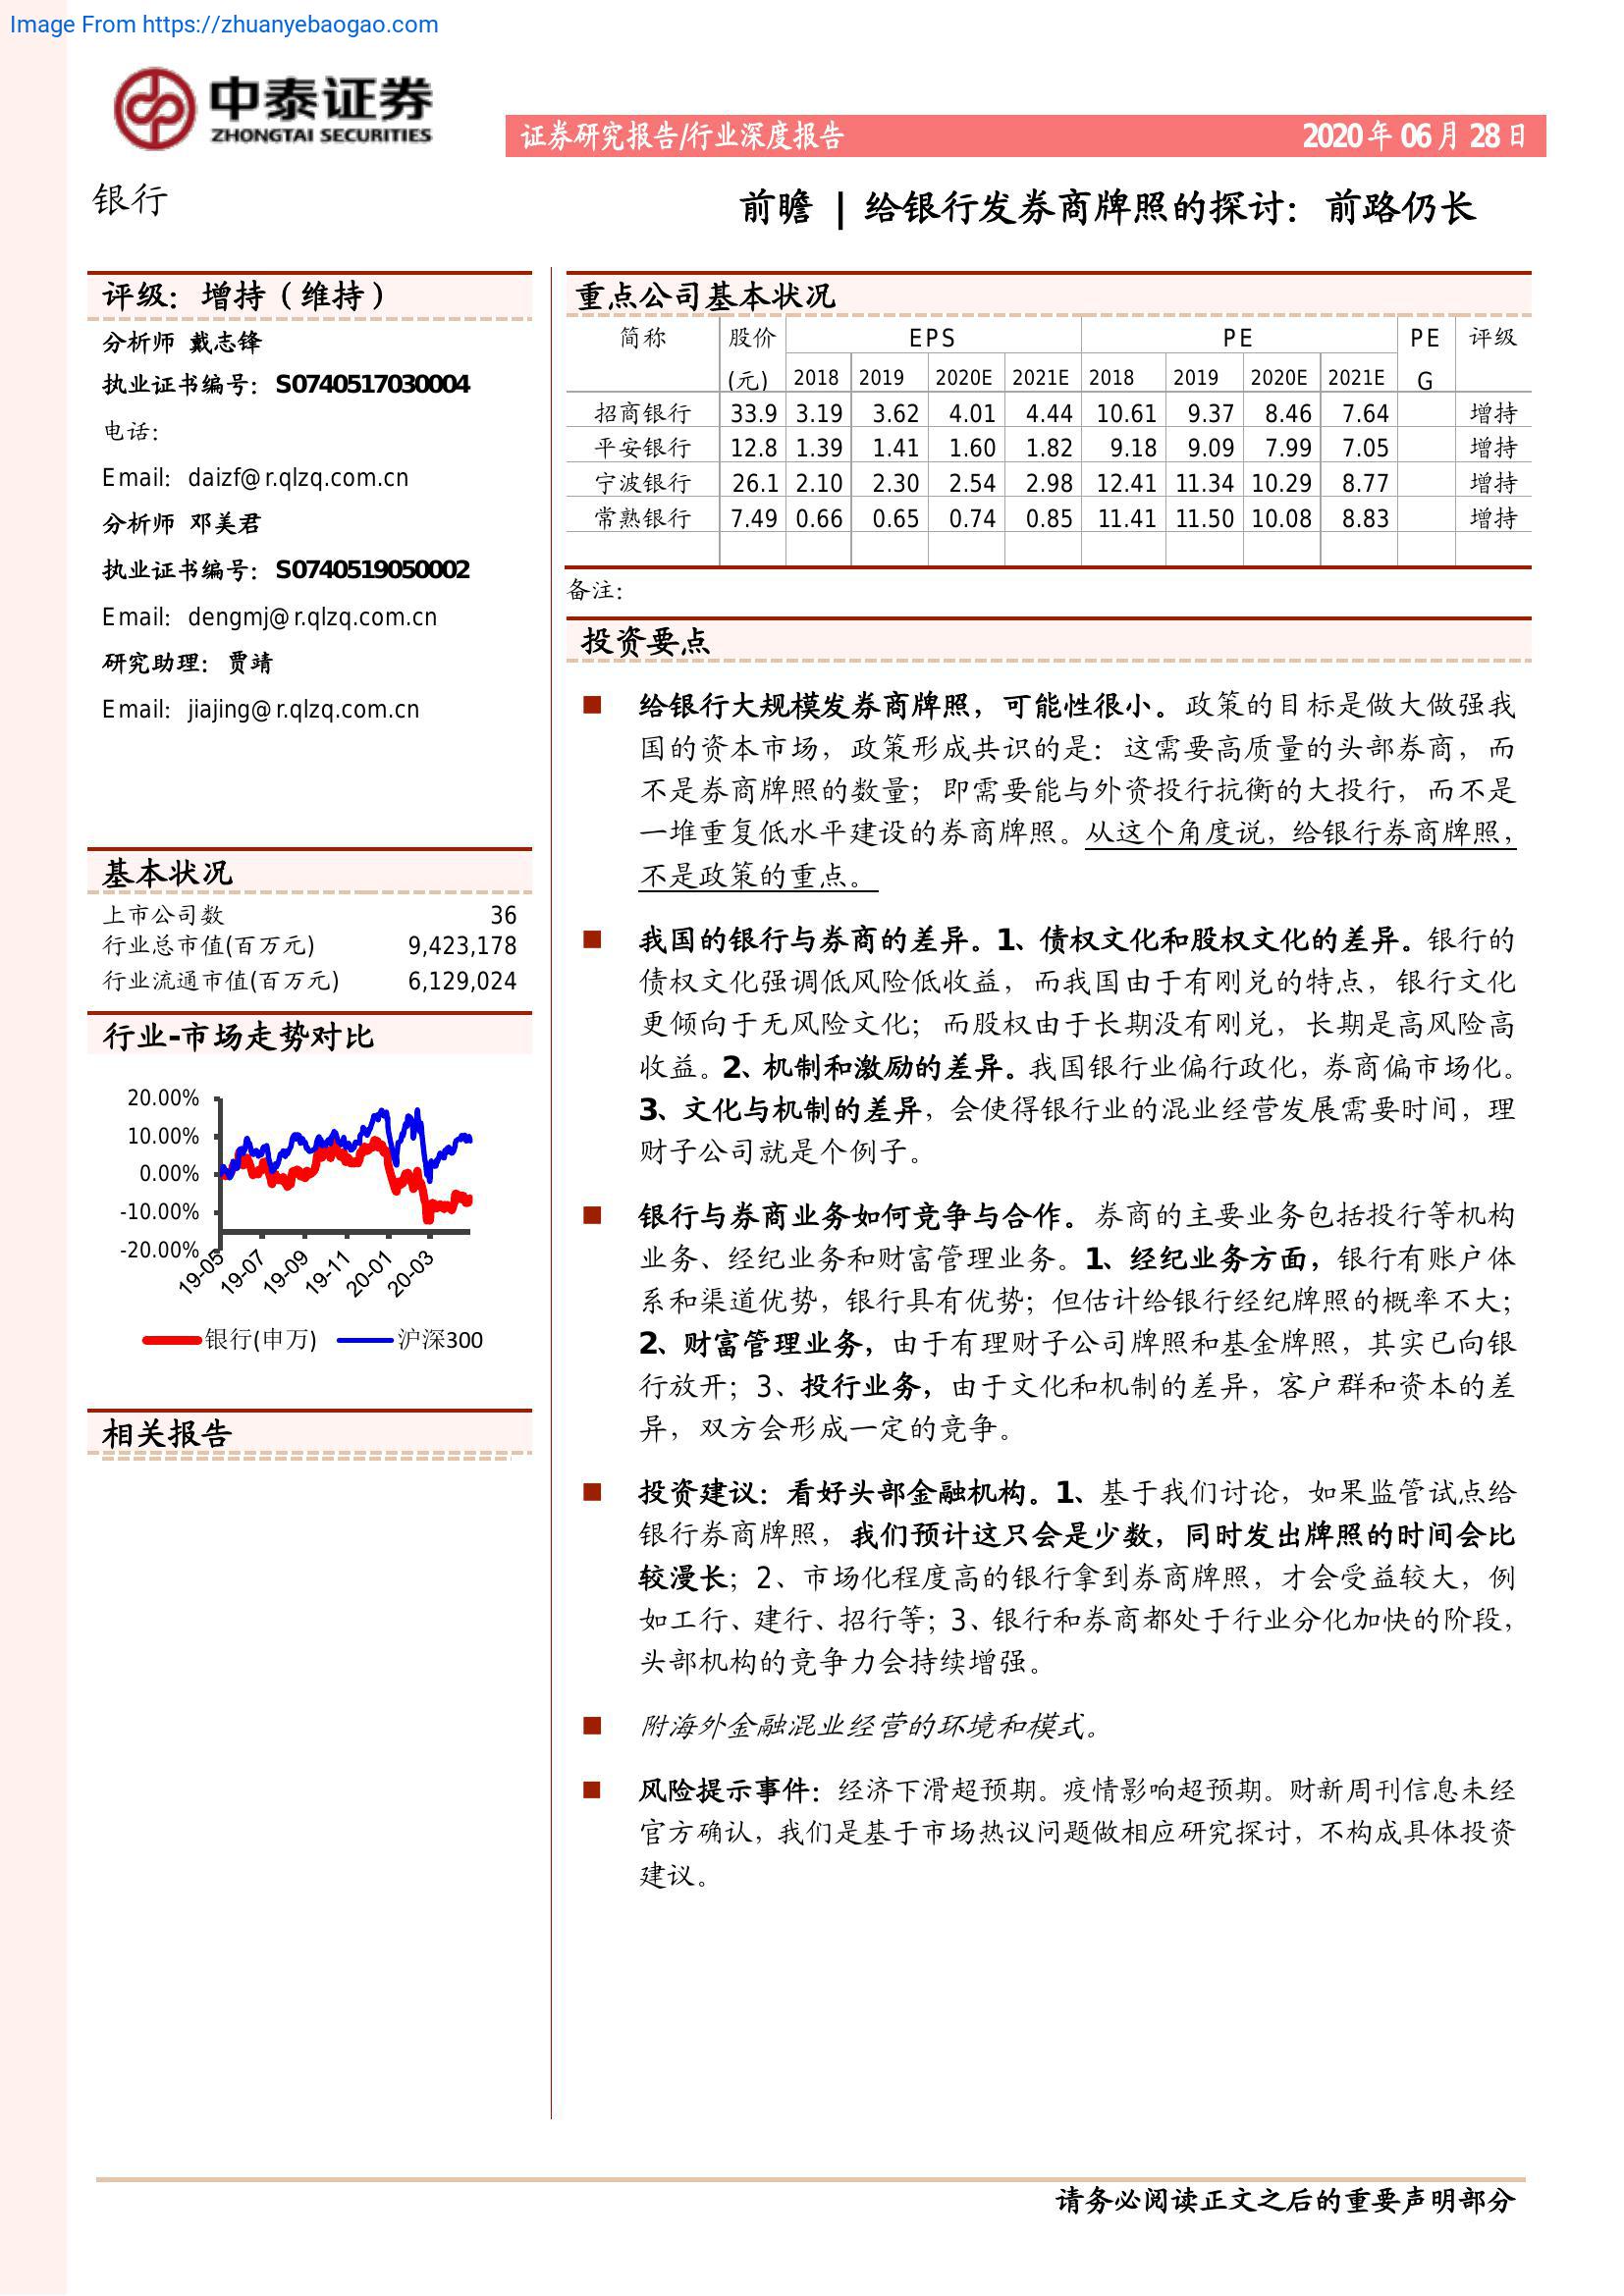 Image From https://zhuanyebaogao.com
中泰证券
ZHONGTAI SECURITIES
证券研究报告/行业深度报告 2020年06月28日
银行
前瞻 | 给银行发券商牌照的探讨：前路仍长
评级：增持（维持）
分析师 戴志锋
执业证书编号：S0740517030004
电话：
Email：daizf@r.qlzq.com.cn
分析师 邓美君
执业证书编号：S0740519050002
Email：dengmj@r.qlzq.com.cn
研究助理：贾靖
Email：jiajing@r.qlzq.com.cn
基本状况
上市公司数 36
行业总市值(百万元) 9,423,178
行业流通市值(百万元) 6,129,024
行业-市场走势对比
20.00%
10.00%
0.00%
-10.00%
-20.00%
19-05 19-07 19-09 19-11 20-01 20-03
银行(申万) 沪深300
相关报告
重点公司基本状况
简称 股价 EPS PE PE 评级
(元) 2018 2019 2020E 2021E 2018 2019 2020E 2021E G
招商银行 33.9 3.19 3.62 4.01 4.44 10.61 9.37 8.46 7.64 增持
平安银行 12.8 1.39 1.41 1.60 1.82 9.18 9.09 7.99 7.05 增持
宁波银行 26.1 2.10 2.30 2.54 2.98 12.41 11.34 10.29 8.77 增持
常熟银行 7.49 0.66 0.65 0.74 0.85 11.41 11.50 10.08 8.83 增持
备注：
投资要点
■ 给银行大规模发券商牌照，可能性很小。政策的目标是做大做强我
国的资本市场，政策形成共识的是：这需要高质量的头部券商，而
不是券商牌照的数量；即需要能与外资投行抗衡的大投行，而不是
一堆重复低水平建设的券商牌照。从这个角度说，给银行券商牌照，
不是政策的重点。
■ 我国的银行与券商的差异。1、债权文化和股权文化的差异。银行的
债权文化强调低风险低收益，而我国由于有刚兑的特点，银行文化
更倾向于无风险文化；而股权由于长期没有刚兑，长期是高风险高
收益。2、机制和激励的差异。我国银行业偏行政化，券商偏市场化。
3、文化与机制的差异，会使得银行业的混业经营发展需要时间，理
财子公司就是个例子。
■ 银行与券商业务如何竞争与合作。券商的主要业务包括投行等机构
业务、经纪业务和财富管理业务。1、经纪业务方面，银行有账户体
系和渠道优势，银行具有优势；但估计给银行经纪牌照的概率不大；
2、财富管理业务，由于有理财子公司牌照和基金牌照，其实已向银
行放开；3、投行业务，由于文化和机制的差异，客户群和资本的差
异，双方会形成一定的竞争。
■ 投资建议：看好头部金融机构。1、基于我们讨论，如果监管试点给
银行券商牌照，我们预计这只会是少数，同时发出牌照的时间会比
较漫长；2、市场化程度高的银行拿到券商牌照，才会受益较大，例
如工行、建行、招行等；3、银行和券商都处于行业分化加快的阶段，
头部机构的竞争力会持续增强。
■ 附海外金融混业经营的环境和模式。
■ 风险提示事件：经济下滑超预期。疫情影响超预期。财新周刊信息未经
官方确认，我们是基于市场热议问题做相应研究探讨，不构成具体投资
建议。
请务必阅读正文之后的重要声明部分